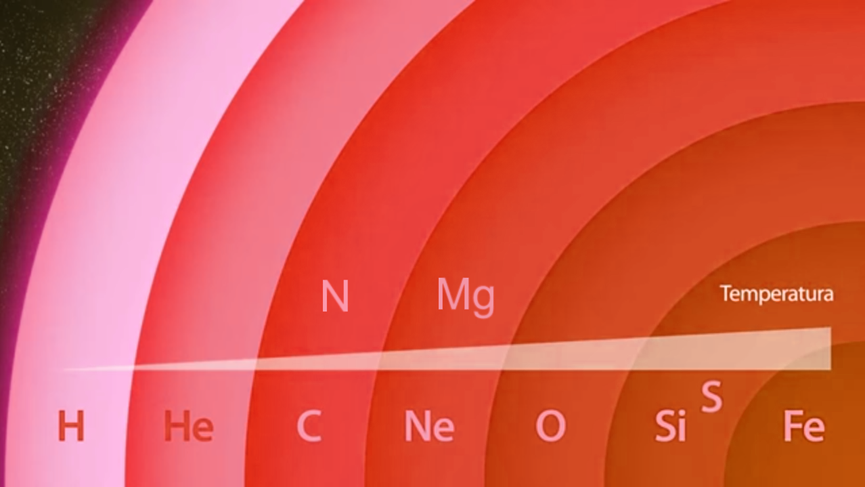 N Mg
Temperatura
S
H He C Ne O Si Fe